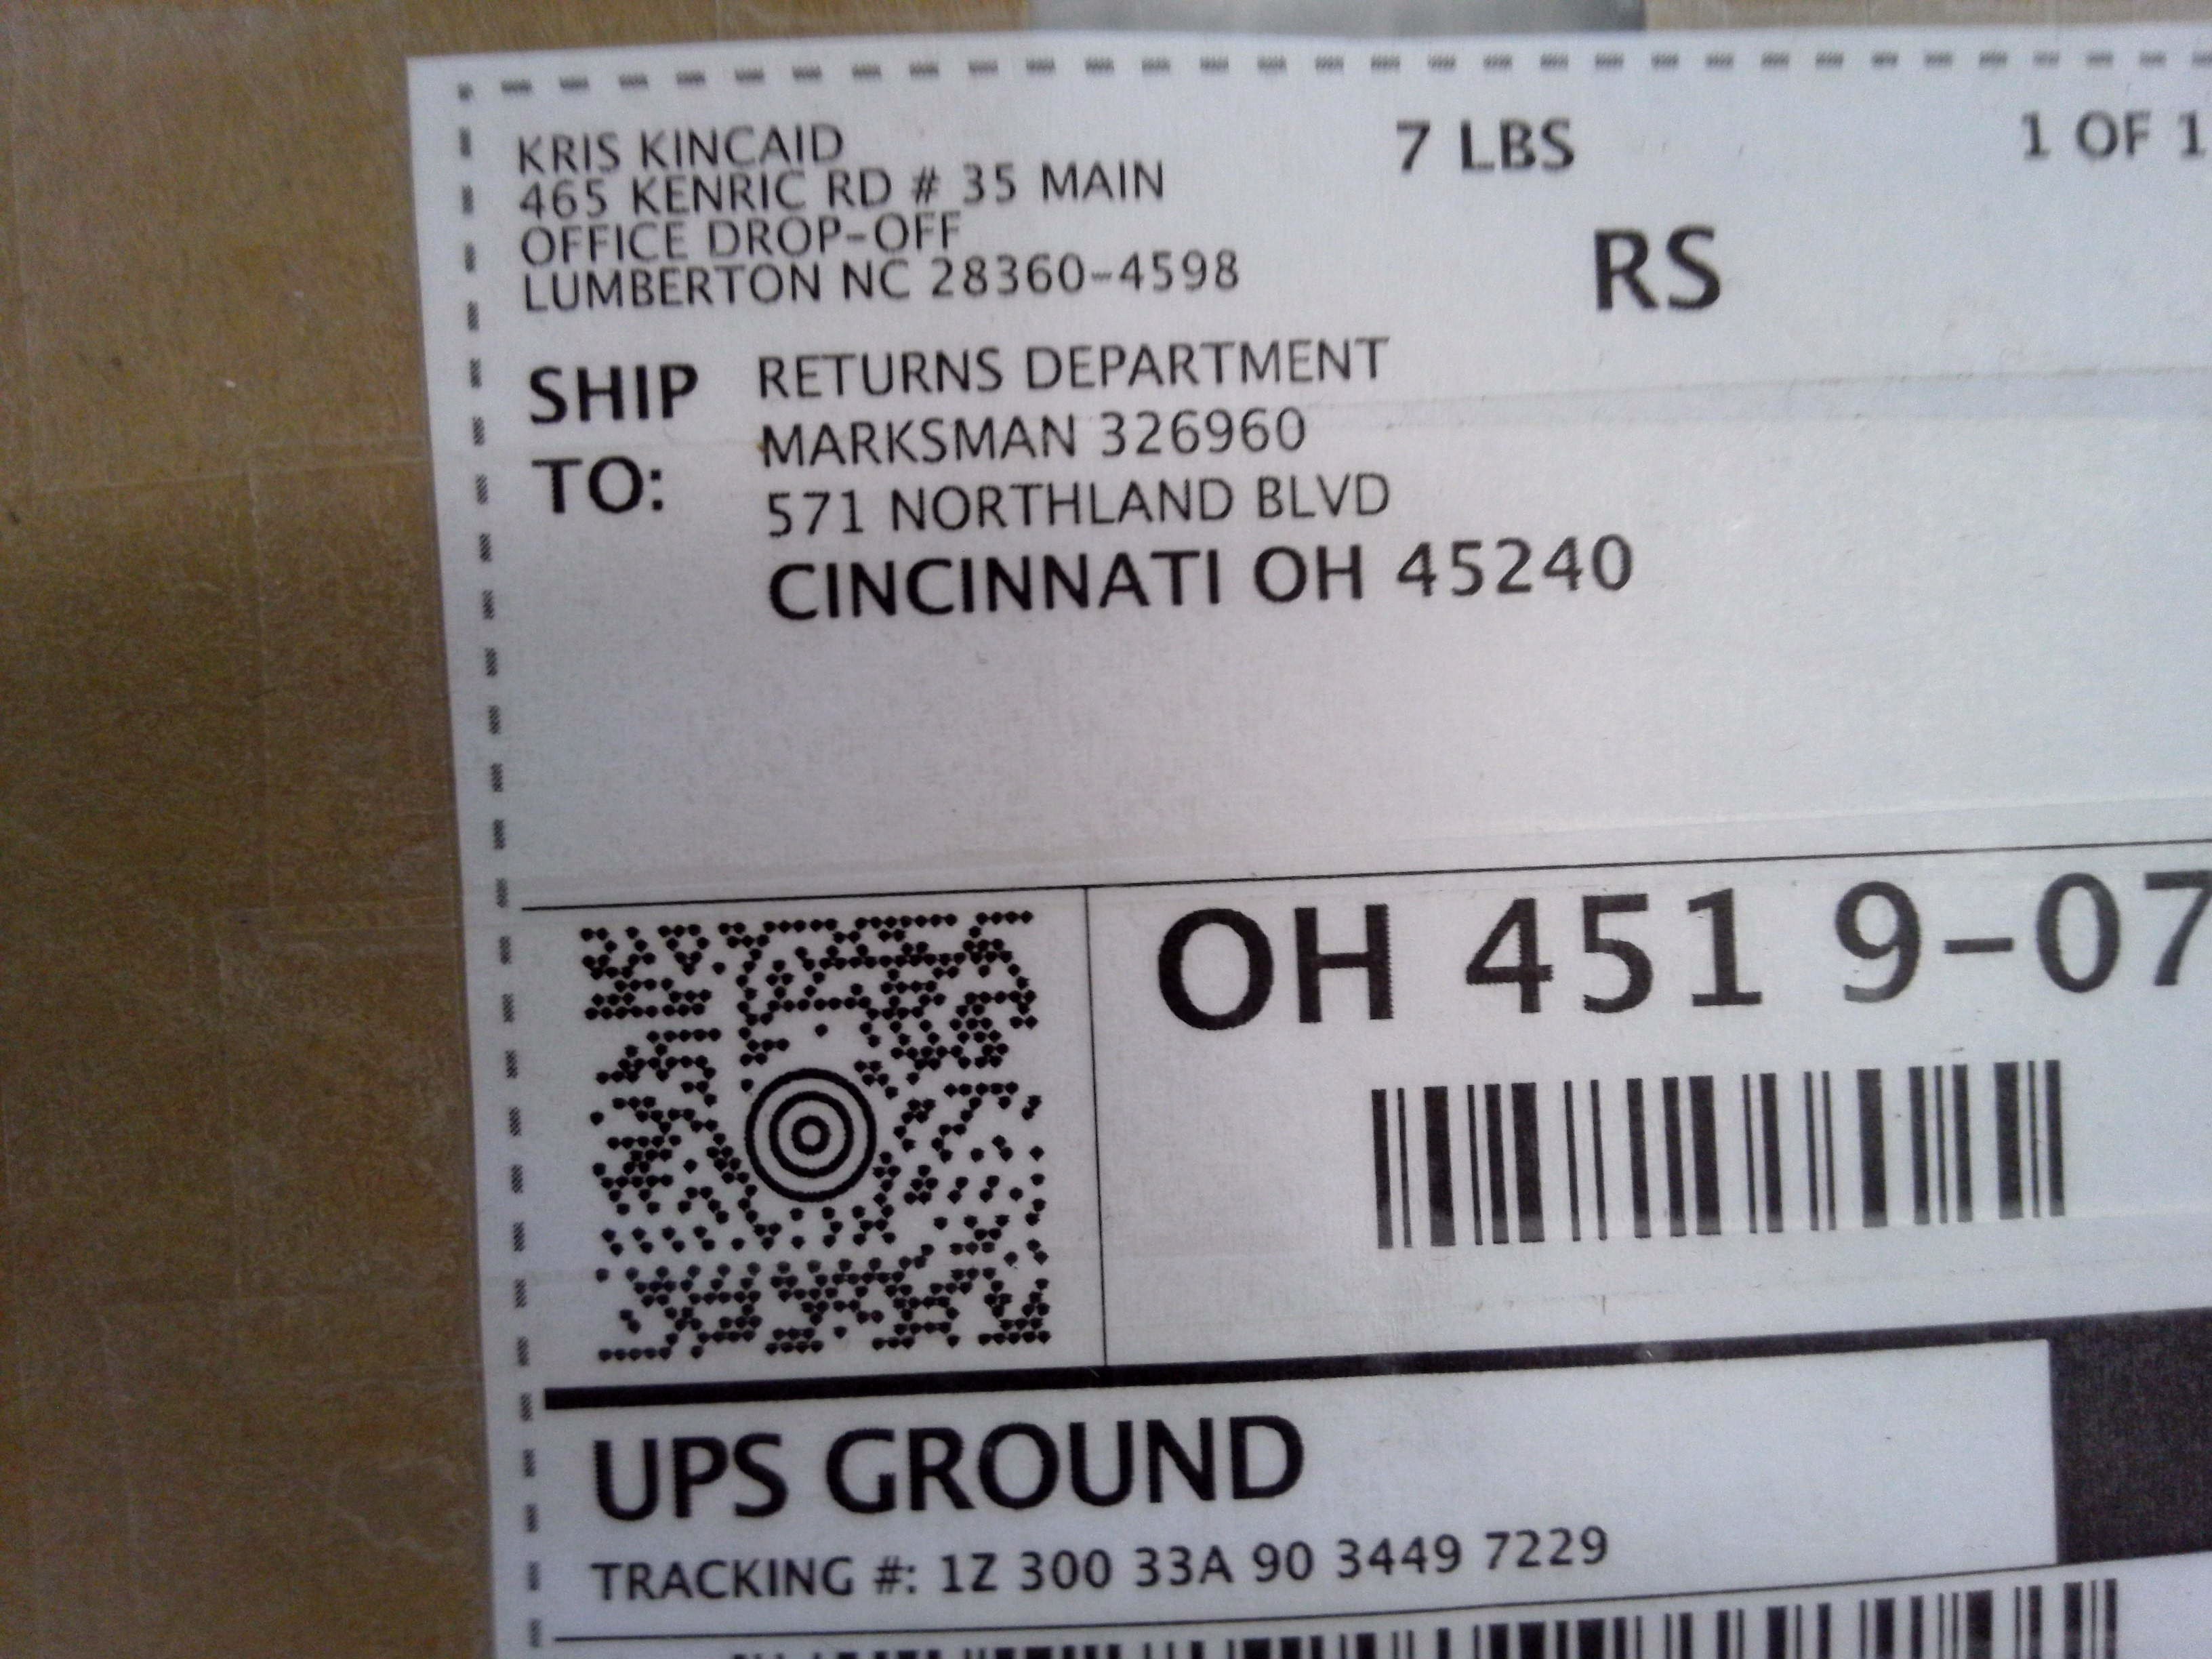 KRIS KINCAID
465 KENRIC RD # 35 MAIN
OFFICE DROP-OFF
LUMBERTON NC 28360-4598
7 LBS
1 OF 1
RS
SHIP TO:
RETURNS DEPARTMENT
MARKSMAN 326960
571 NORTHLAND BLVD
CINCINNATI OH 45240
OH 451 9-07
UPS GROUND
TRACKING #: 1Z 300 33A 90 3449 7229